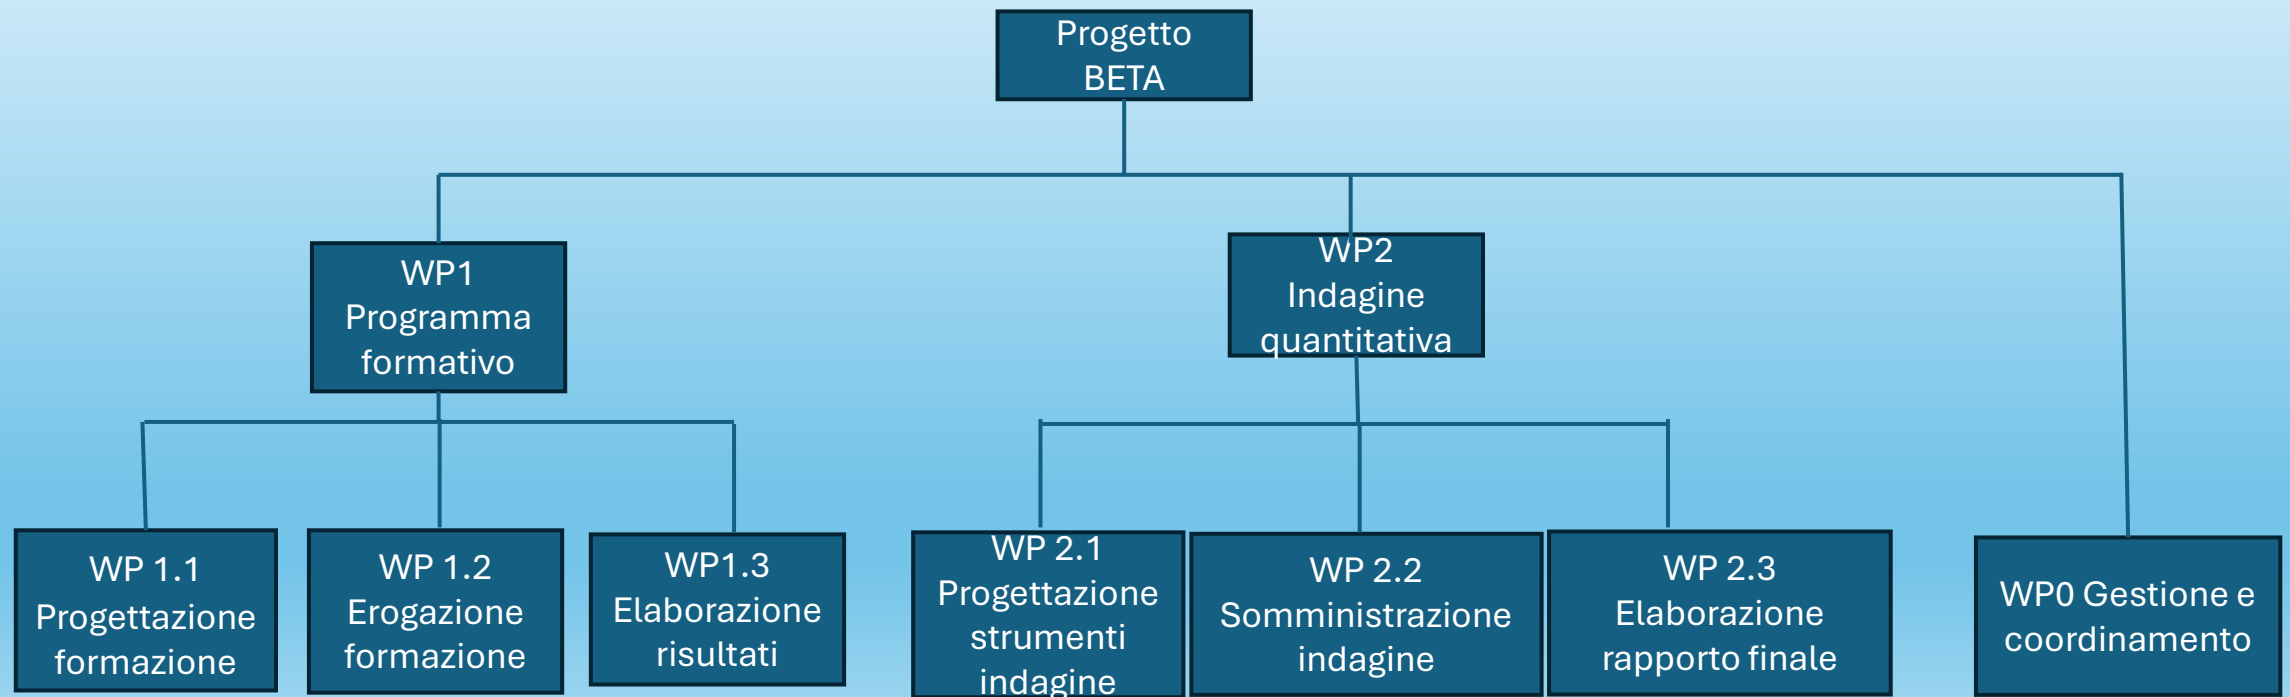 Progetto
BETA
WP1
Programma
formativo
WP2
Indagine
quantitativa
WP 1.1
Progettazione
formazione
WP 1.2
Erogazione
formazione
WP1.3
Elaborazione
risultati
WP 2.1
Progettazione
strumenti
indagine
WP 2.2
Somministrazione
indagine
WP 2.3
Elaborazione
rapporto finale
WP0 Gestione e
coordinamento